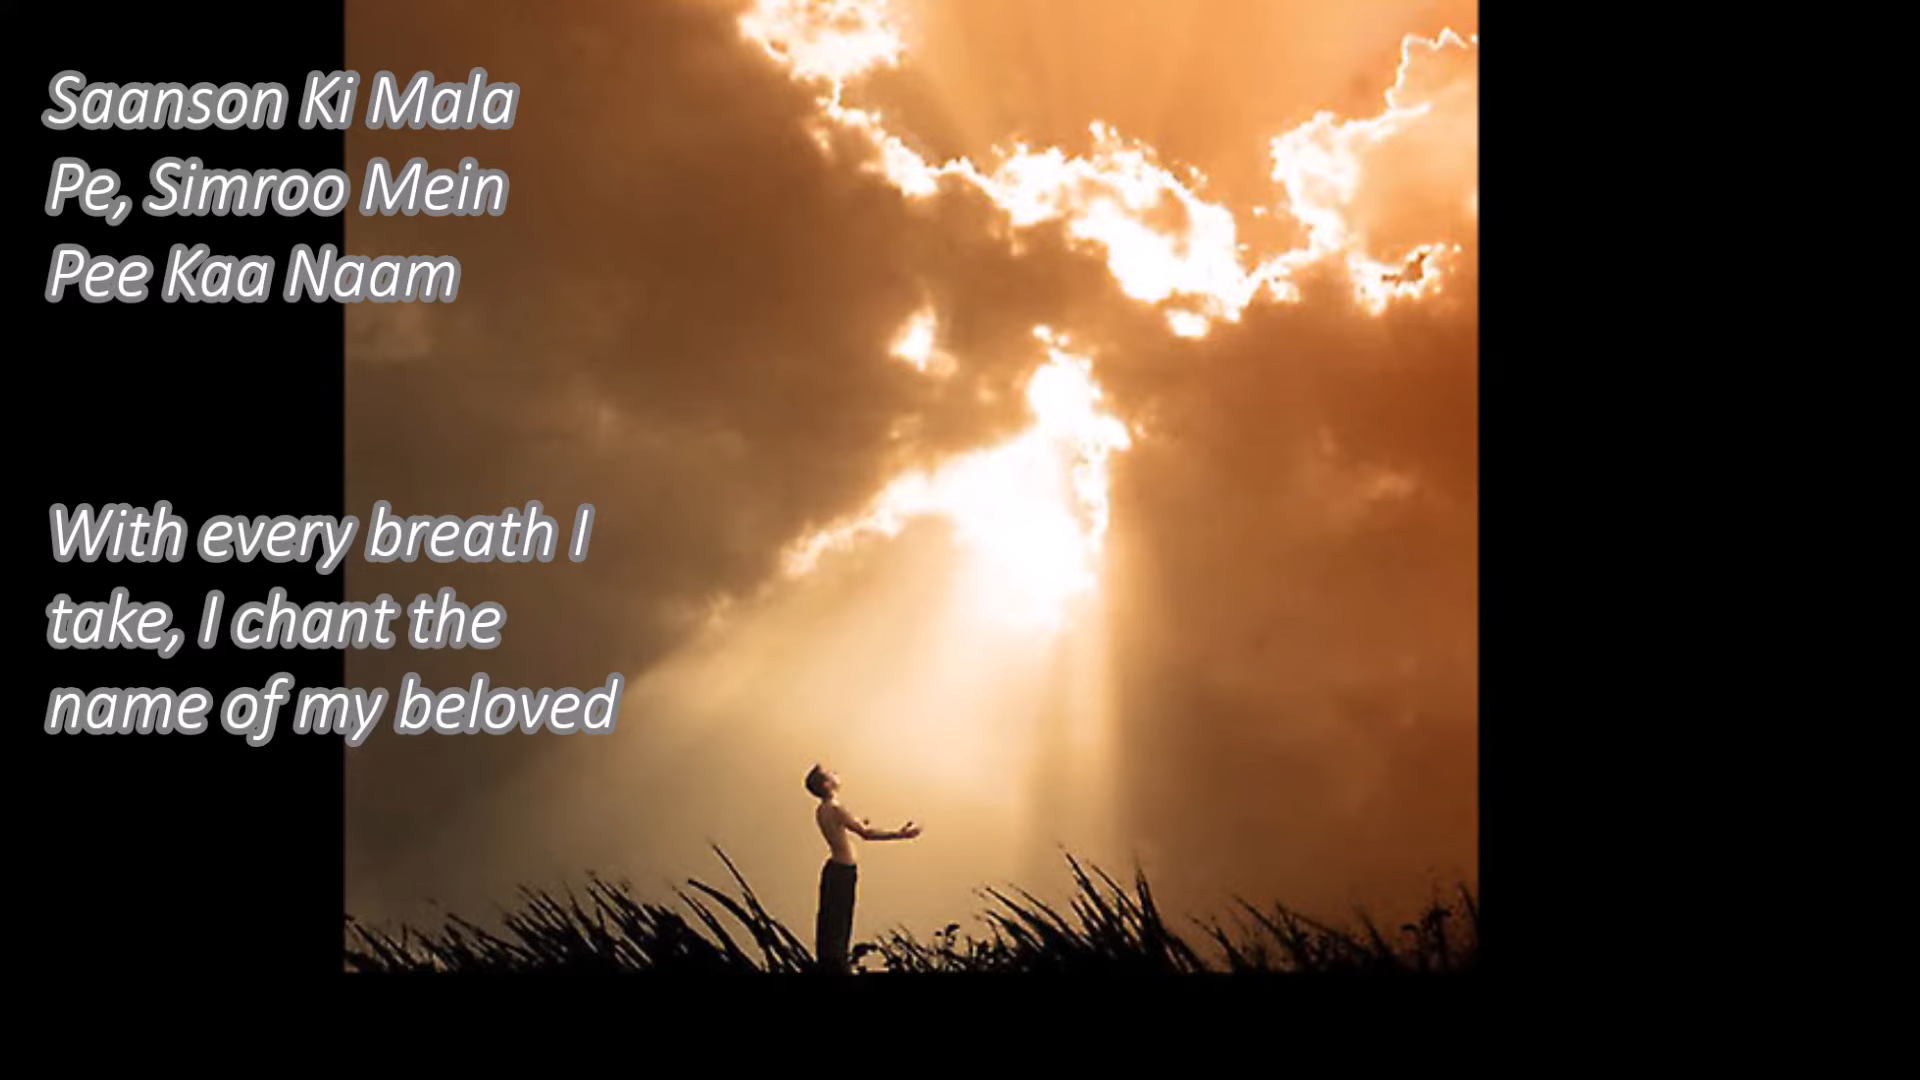 Saanson Ki Mala
Pe, Simroo Mein
Pee Kaa Naam
With every breath I
take, I chant the
name of my beloved